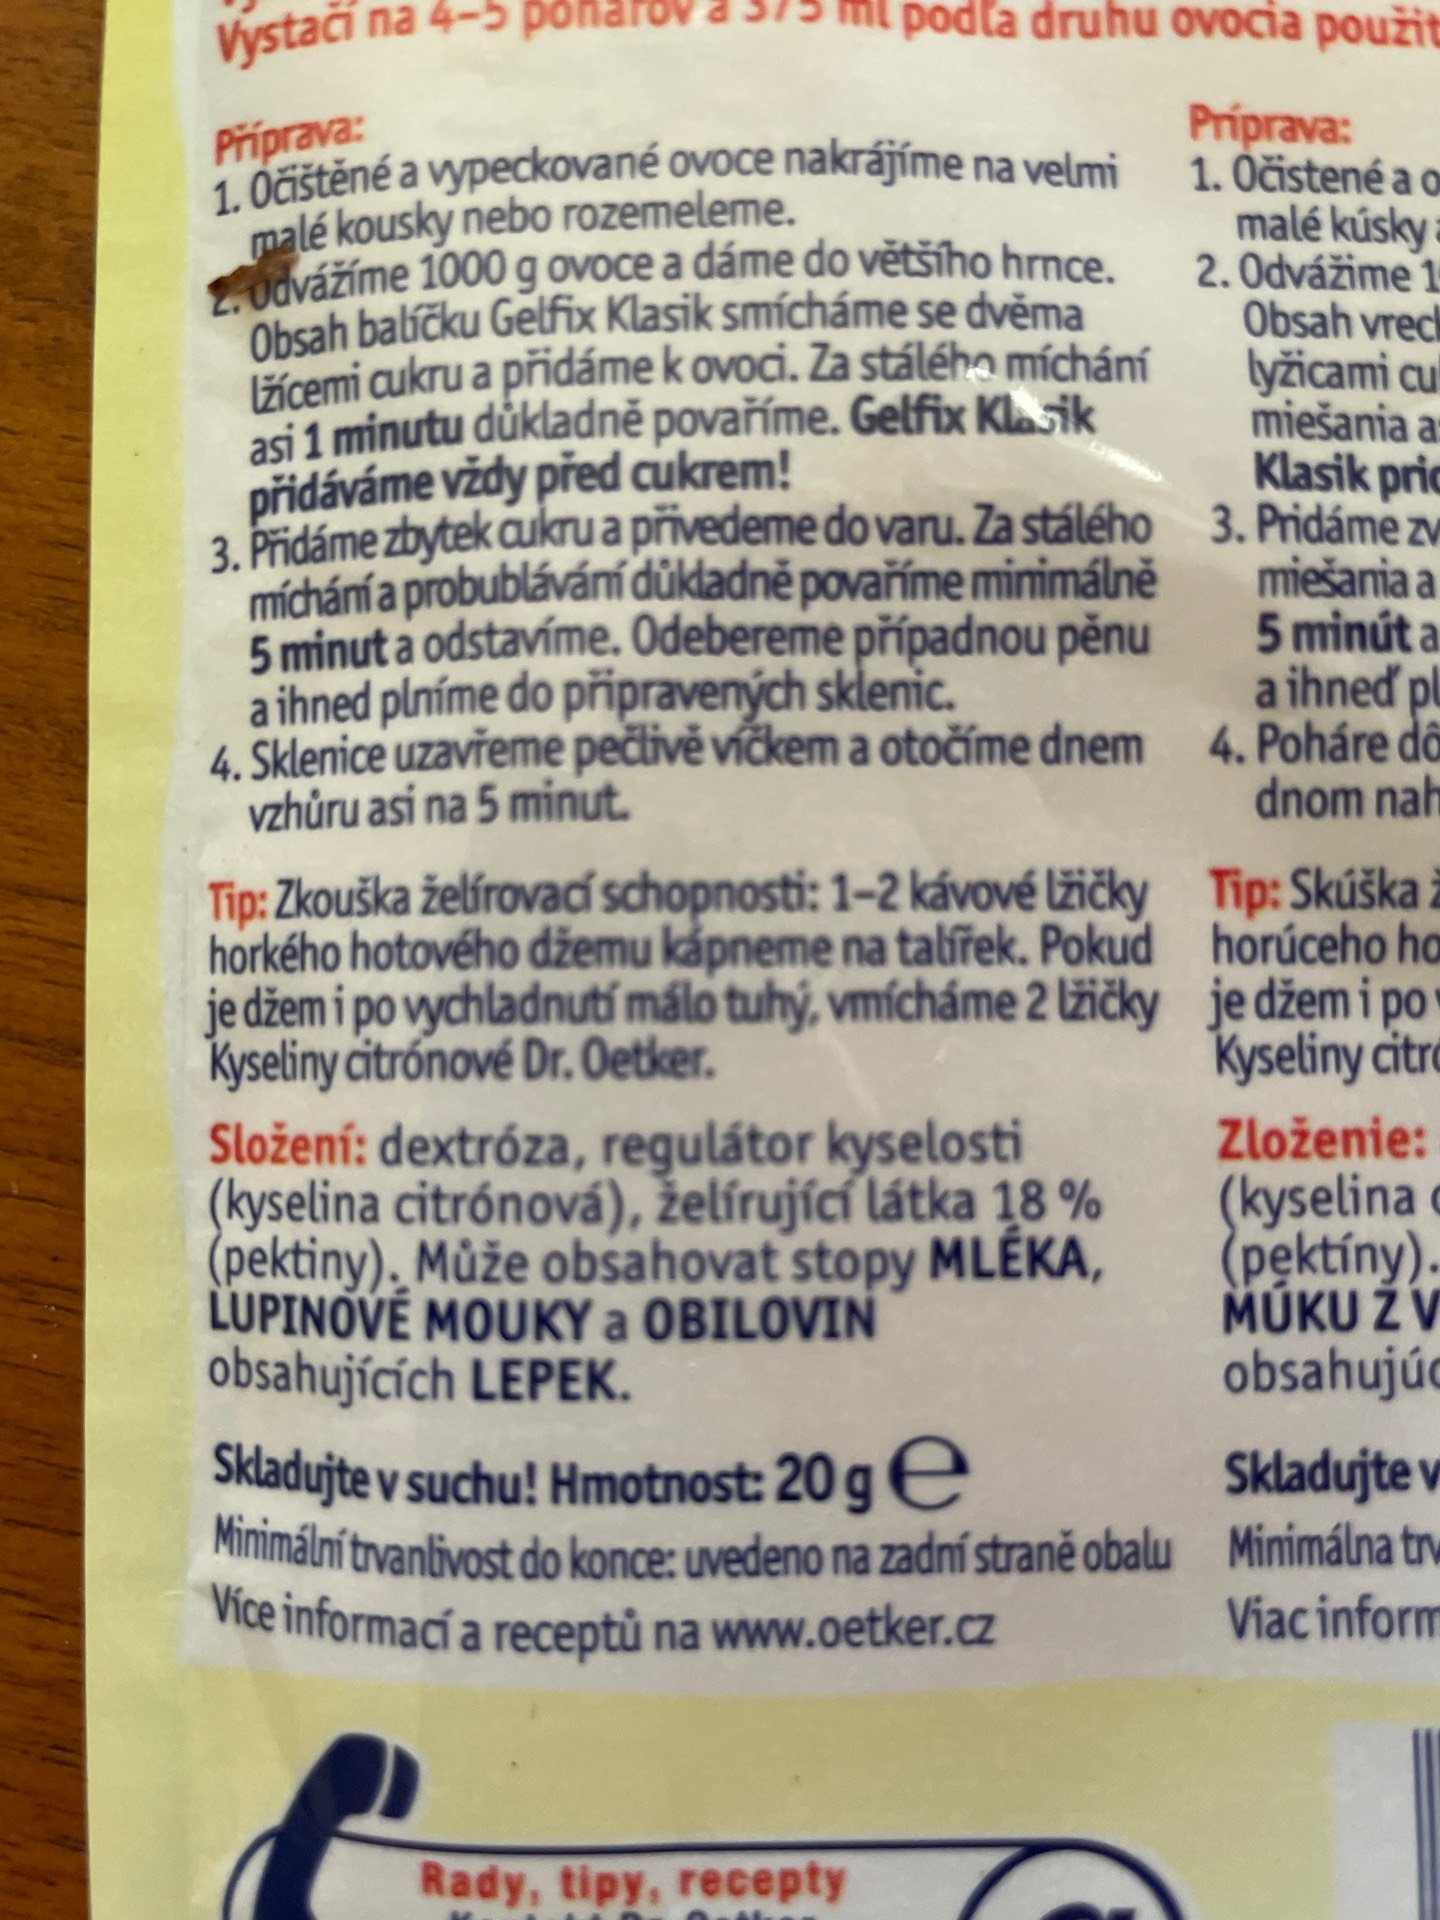 Vystačí na 4–5 pohárov a 375 ml podľa druhu ovocia použit
Příprava:
1. Očištěné a vypeckované ovoce nakrájíme na velmi
malé kousky nebo rozemeleme.
2. Odvážíme 1000 g ovoce a dáme do většího hrnce.
Obsah balíčku Gelfix Klasik smícháme se dvěma
lžícemi cukru a přidáme k ovoci. Za stálého míchání
asi 1 minutu důkladně povaříme. Gelfix Klasik
přidáváme vždy před cukrem!
3. Přidáme zbytek cukru a přivedeme do varu. Za stálého
míchání a probublávání důkladně povaříme minimálně
5 minut a odstavíme. Odebereme případnou pěnu
a ihned plníme do připravených sklenic.
4. Sklenice uzavřeme pečlivě víčkem a otočíme dnem
vzhůru asi na 5 minut.
Tip: Zkouška želírovací schopnosti: 1–2 kávové lžičky
horkého hotového džemu kápneme na talířek. Pokud
je džem i po vychladnutí málo tuhý, vmícháme 2 lžičky
Kyseliny citrónové Dr. Oetker.
Složení: dextróza, regulátor kyselosti
(kyselina citrónová), želírující látka 18 %
(pektiny). Může obsahovat stopy MLÉKA,
LUPINOVÉ MOUKY a OBILOVIN
obsahujících LEPEK.
Skladujte v suchu! Hmotnost: 20 g e
Minimální trvanlivost do konce: uvedeno na zadní straně obalu
Více informací a receptů na www.oetker.cz
Príprava:
1. Očistené a o
malé kúsky a
2. Odvážime 1
Obsah vrec
lyžicami cu
miešania a
Klasik prid
3. Pridáme zv
miešania a
5 minút a
a ihneď pl
4. Poháre dô
dnom nah
Tip: Skúška ž
horúceho ho
je džem i po
Kyseliny citró
Zloženie:
(kyselina c
(pektíny).
MÚKU Z V
obsahujúc
Skladujte v
Minimálna trv
Viac inform
Rady, tipy, recepty